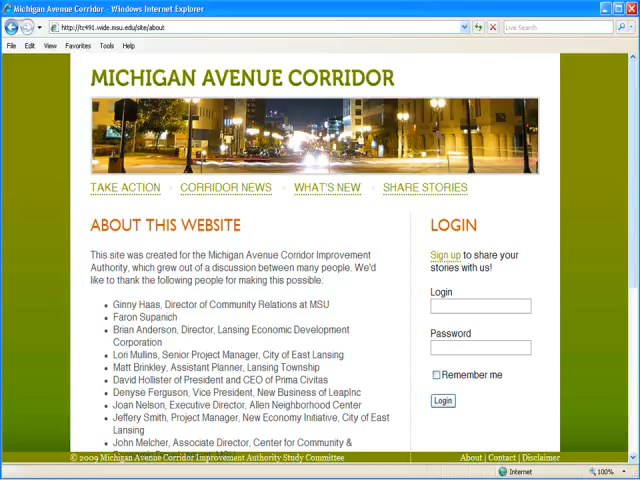 Michigan Avenue Corridor - Windows Internet Explorer
http://tc491.wide.msu.edu/site/about
Live Search
File Edit View Favorites Tools Help
MICHIGAN AVENUE CORRIDOR
TAKE ACTION CORRIDOR NEWS WHAT'S NEW SHARE STORIES
ABOUT THIS WEBSITE
This site was created for the Michigan Avenue Corridor Improvement
Authority, which grew out of a discussion between many people. We'd
like to thank the following people for making this possible:
Ginny Haas, Director of Community Relations at MSU
Faron Supanich
Brian Anderson, Director, Lansing Economic Development
Corporation
Lori Mullins, Senior Project Manager, City of East Lansing
Matt Brinkley, Assistant Planner, Lansing Township
David Hollister of President and CEO of Prima Civitas
Denyse Ferguson, Vice President, New Business of LeapInc
Joan Nelson, Executive Director, Allen Neighborhood Center
Jeffery Smith, Project Manager, New Economy Initiative, City of East
Lansing
John Melcher, Associate Director, Center for Community &
LOGIN
Sign up to share your
stories with us!
Login
Password
Remember me
Login
© 2009 Michigan Avenue Corridor Improvement Authority Study Committee
About | Contact | Disclaimer
Internet
100%